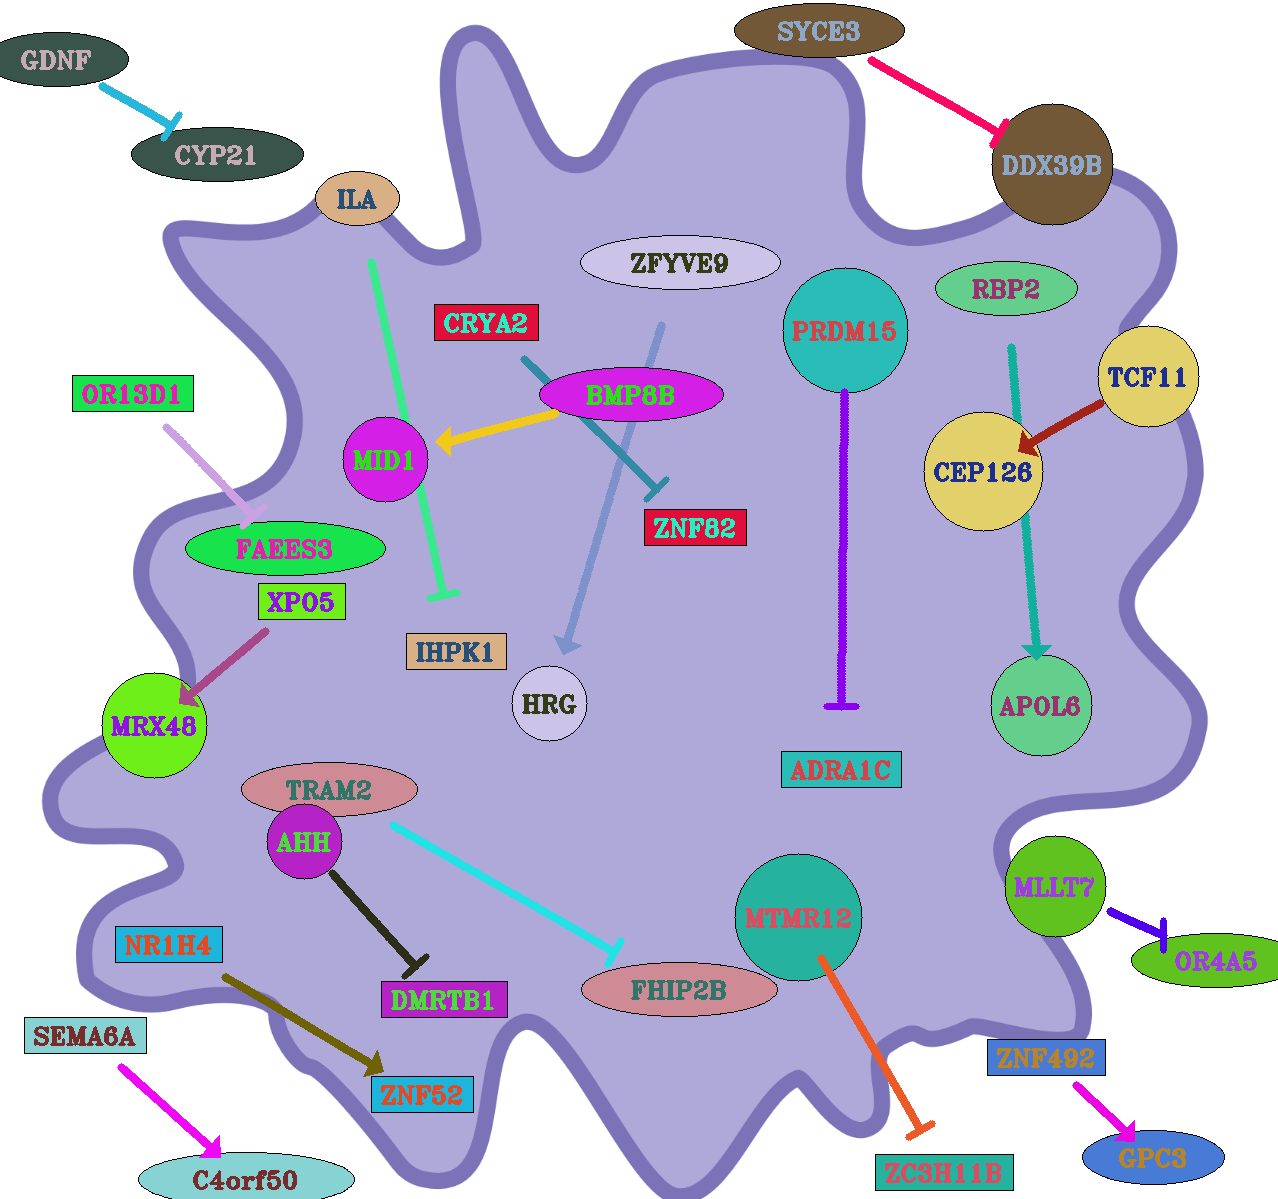 SYCE3
GDNF
CYP21
DDX39B
ILA
ZFYVE9
RBP2
CRYA2
PRDM15
TCF11
OR13D1
BMP8B
MID1
CEP126
ZNF82
FAEES3
XPO5
IHPK1
HRG
APOL6
MRX48
ADRA1C
TRAM2
AHH
MLLT7
MTMR12
NR1H4
OR4A5
FHIP2B
DMRTB1
SEMA6A
ZNF492
ZNF52
GPC3
ZC3H11B
C4orf50